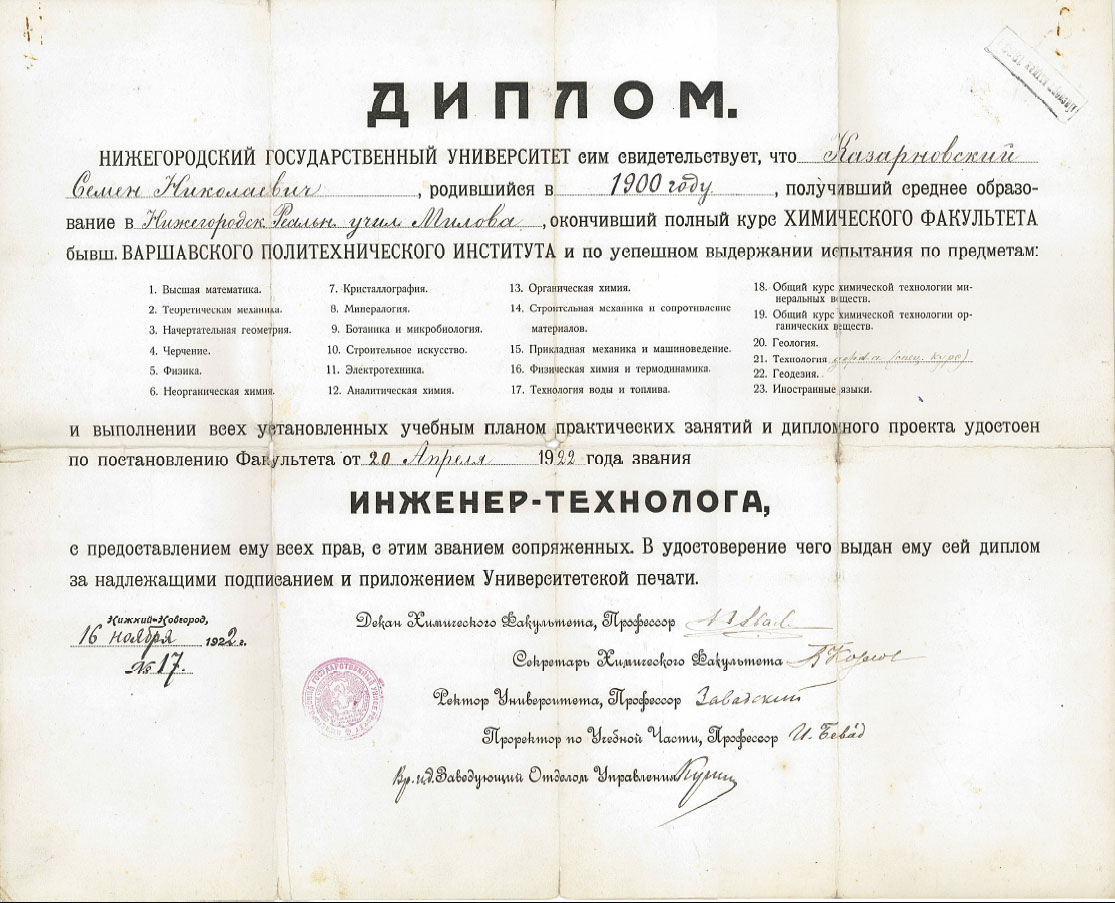 ДИПЛОМ.
НИЖЕГОРОДСКИЙ ГОСУДАРСТВЕННЫЙ УНИВЕРСИТЕТ сим свидетельствует, что Казарновский
Семен Николаевич, родившийся в 1900 году, получивший среднее образо-
вание в Нижегородск. Реальн. учил. Милова, окончивший полный курс ХИМИЧЕСКОГО ФАКУЛЬТЕТА
бывш. ВАРШАВСКОГО ПОЛИТЕХНИЧЕСКОГО ИНСТИТУТА и по успешном выдержании испытания по предметам:
1. Высшая математика.
2. Теоретическая механика.
3. Начертательная геометрия.
4. Черчение.
5. Физика.
6. Неорганическая химия.
7. Кристаллография.
8. Минералогия.
9. Ботаника и микробиология.
10. Строительное искусство.
11. Электротехника.
12. Аналитическая химия.
13. Органическая химия.
14. Строительная механика и сопротивление
материалов.
15. Прикладная механика и машиноведение.
16. Физическая химия и термодинамика.
17. Технология воды и топлива.
18. Общий курс химической технологии ми-
неральных веществ.
19. Общий курс химической технологии ор-
ганических веществ.
20. Геология.
21. Технология (спец. курс)
22. Геодезия.
23. Иностранные языки.
и выполнении всех установленных учебным планом практических занятий и дипломного проекта удостоен
по постановлению Факультета от 20 Апреля 1922 года звания
ИНЖЕНЕР-ТЕХНОЛОГА,
с предоставлением ему всех прав, с этим званием сопряженных. В удостоверение чего выдан ему сей диплом
за надлежащими подписанием и приложением Университетской печати.
Нижний-Новгород,
16 ноября 1922 г.
№ 17.
Декан Химического Факультета, Профессор
Секретарь Химического Факультета
Ректор Университета, Профессор Завадский
Проректор по Учебной Части, Профессор И. Бевад
Вр. и.д. Заведующий Отделом Управления